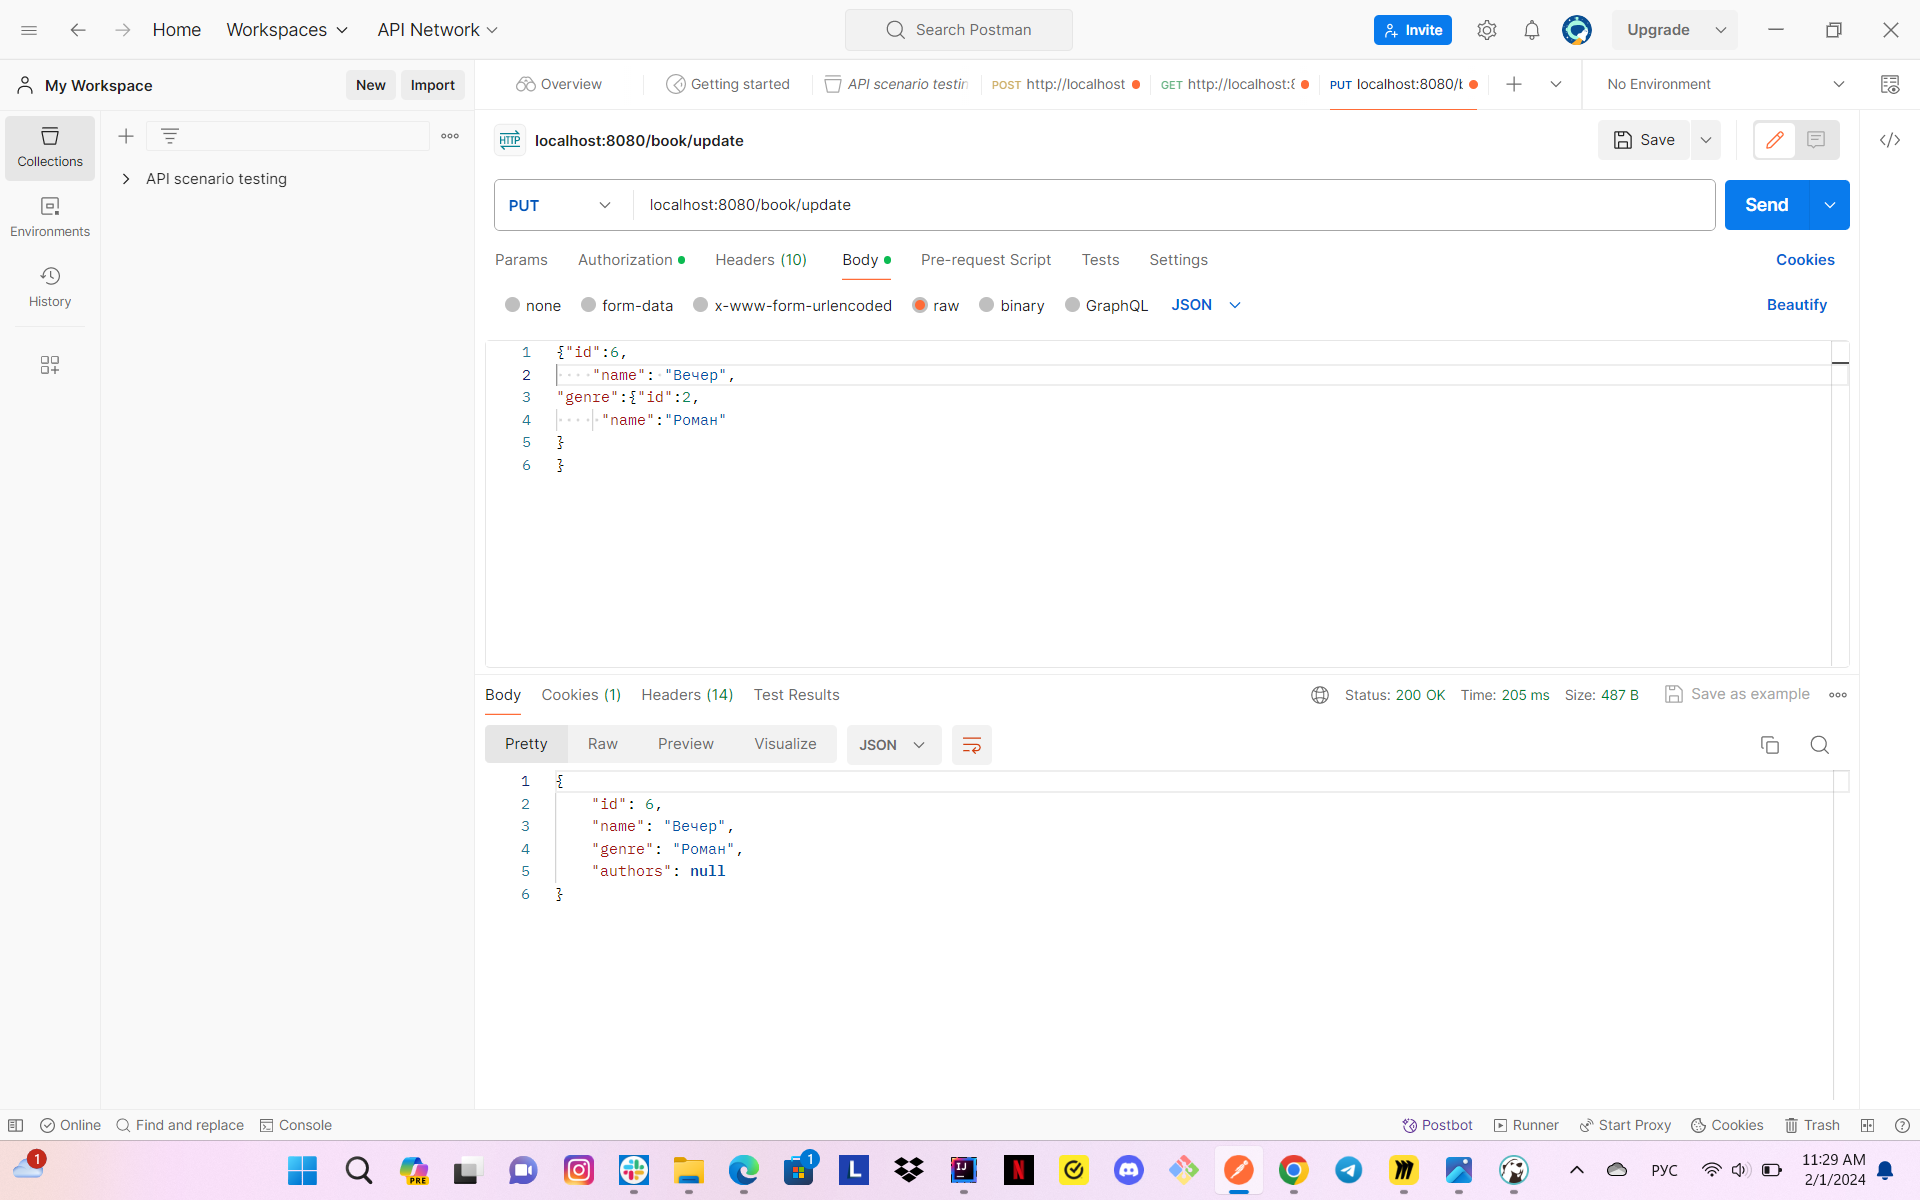 Home Workspaces API Network Search Postman Invite Upgrade
My Workspace New Import Overview Getting started API scenario testin POST http://localhost GET http://localhost:8 PUT localhost:8080/b No Environment
Collections
Environments
History
API scenario testing
HTTP localhost:8080/book/update Save
PUT localhost:8080/book/update Send
Params Authorization Headers (10) Body Pre-request Script Tests Settings Cookies
none form-data x-www-form-urlencoded raw binary GraphQL JSON Beautify
1 {"id":6,
2 "name": "Вечер",
3 "genre":{"id":2,
4 "name":"Роман"
5 }
6 }
Body Cookies (1) Headers (14) Test Results Status: 200 OK Time: 205 ms Size: 487 B Save as example
Pretty Raw Preview Visualize JSON
1 {
2 "id": 6,
3 "name": "Вечер",
4 "genre": "Роман",
5 "authors": null
6 }
Online Find and replace Console Postbot Runner Start Proxy Cookies Trash
1 PRE 1 L IJ N РУС 11:29 AM
2/1/2024